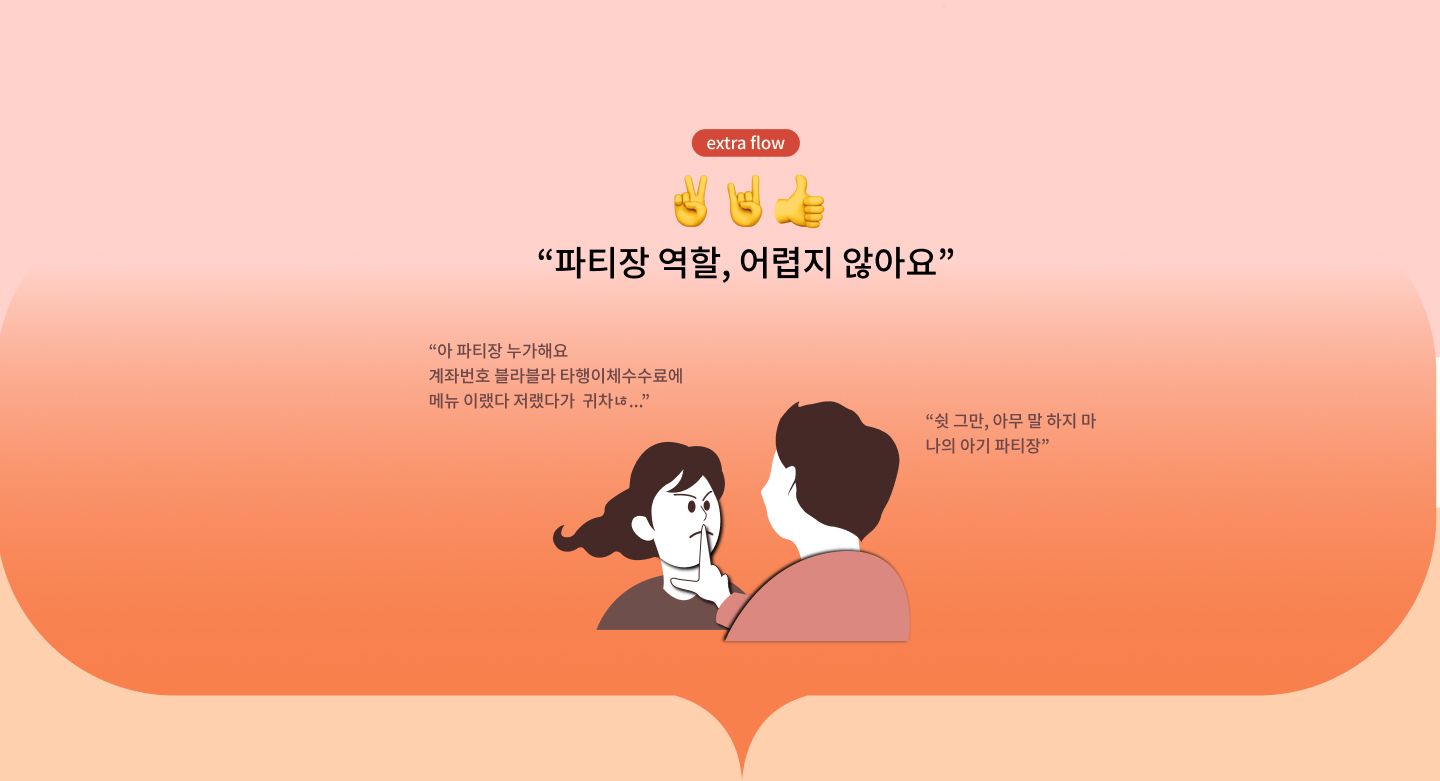 extra flow
“파티장 역할, 어렵지 않아요”
“아 파티장 누가해요
계좌번호 블라블라 타행이체수수료에
메뉴 이랬다 저랬다가 귀차ㄶ...”
“쉿 그만, 아무 말 하지 마
나의 아기 파티장”